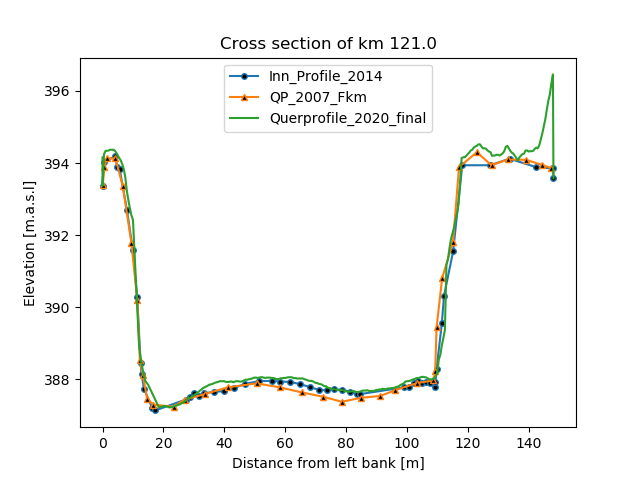 Cross section of km 121.0
Inn_Profile_2014
QP_2007_Fkm
Querprofile_2020_final
Elevation [m.a.s.l]
396
394
392
390
388
0 20 40 60 80 100 120 140
Distance from left bank [m]